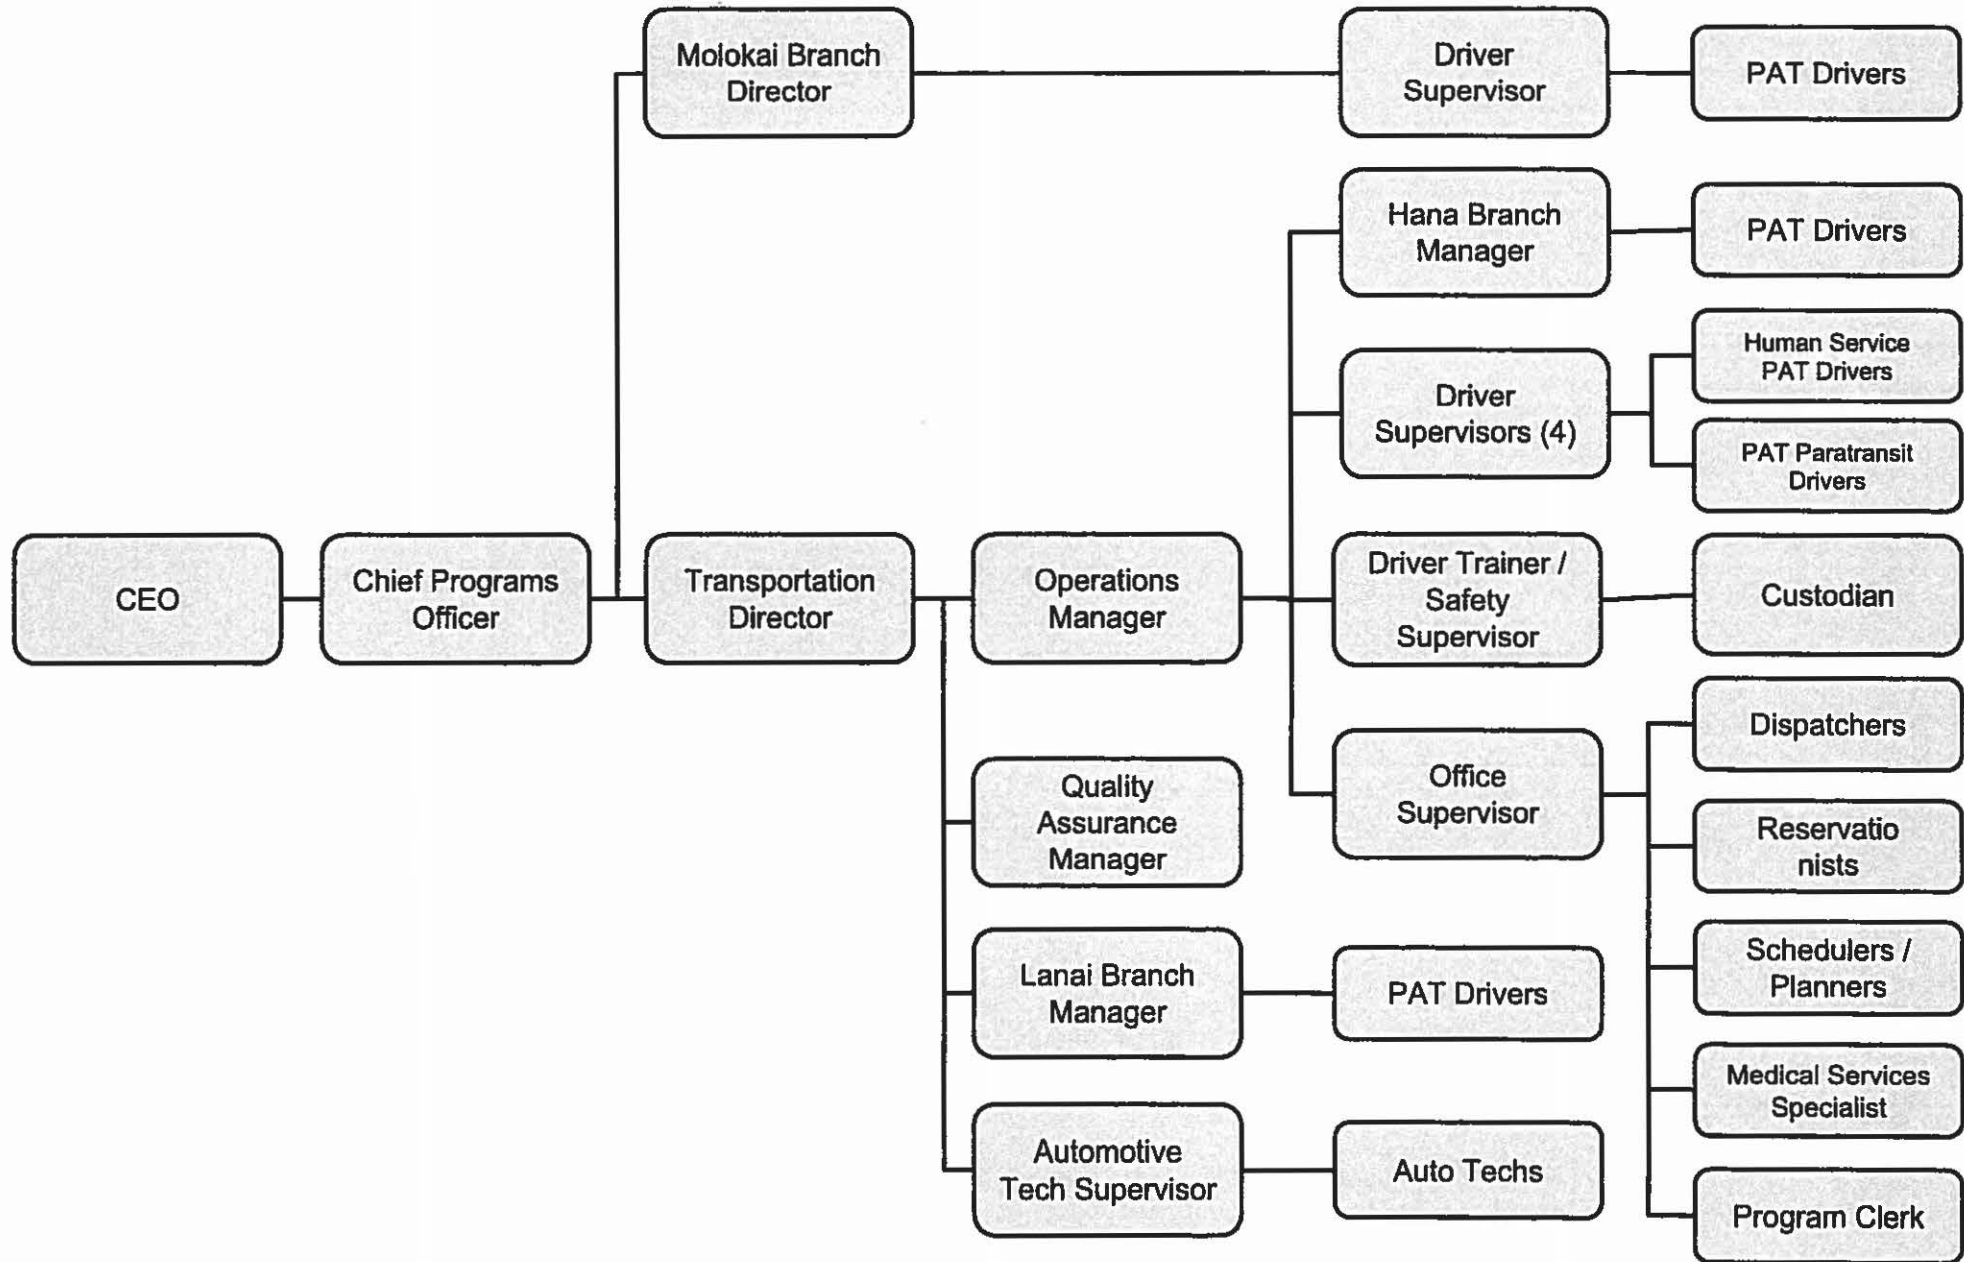 Molokai Branch
Director
Driver
Supervisor
PAT Drivers
Hana Branch
Manager
PAT Drivers
Driver
Supervisors (4)
Human Service
PAT Drivers
PAT Paratransit
Drivers
CEO
Chief Programs
Officer
Transportation
Director
Operations
Manager
Driver Trainer /
Safety
Supervisor
Custodian
Office
Supervisor
Dispatchers
Reservatio
nists
Schedulers /
Planners
Medical Services
Specialist
Program Clerk
Quality
Assurance
Manager
Lanai Branch
Manager
PAT Drivers
Automotive
Tech Supervisor
Auto Techs